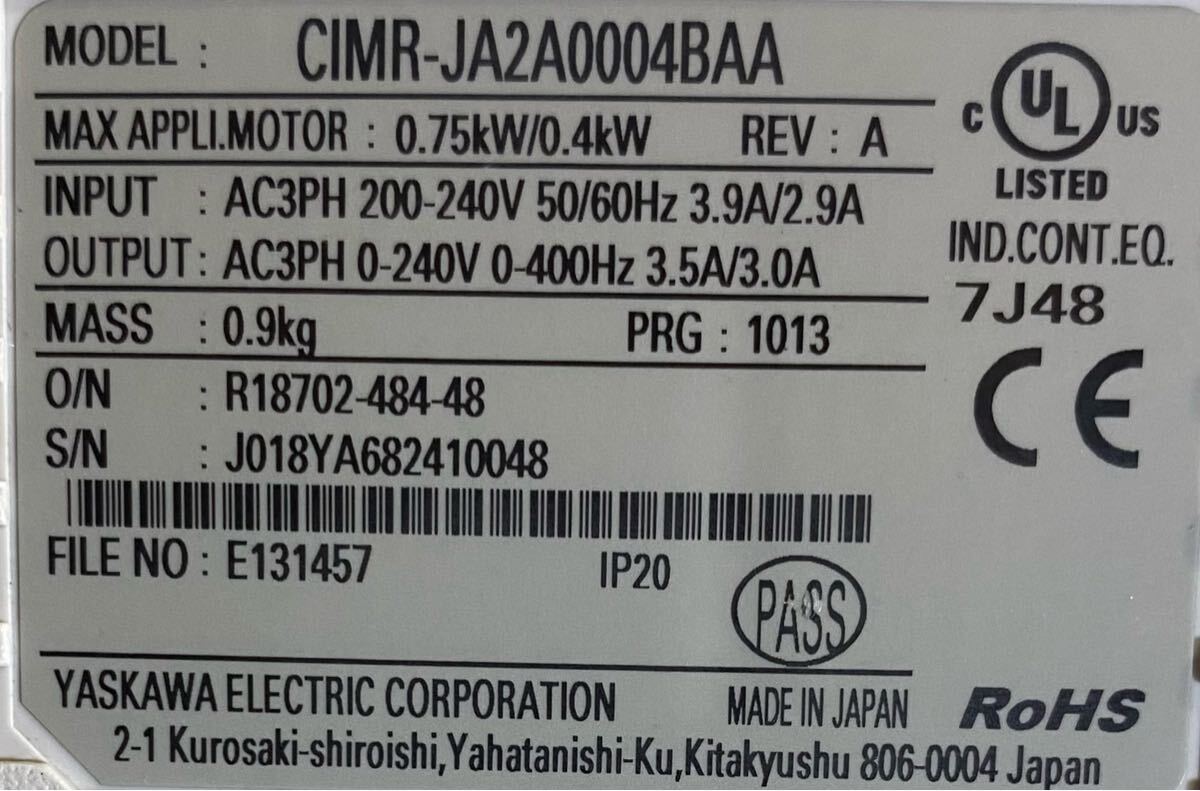 MODEL : CIMR-JA2A0004BAA
MAX APPLI.MOTOR : 0.75kW/0.4kW REV : A
INPUT : AC3PH 200-240V 50/60Hz 3.9A/2.9A
OUTPUT : AC3PH 0-240V 0-400Hz 3.5A/3.0A
MASS : 0.9kg PRG : 1013
O/N : R18702-484-48
S/N : J018YA682410048
FILE NO : E131457 IP20
PASS
C UL US
LISTED
IND.CONT.EQ.
7J48
CE
YASKAWA ELECTRIC CORPORATION MADE IN JAPAN RoHS
2-1 Kurosaki-shiroishi,Yahatanishi-Ku,Kitakyushu 806-0004 Japan